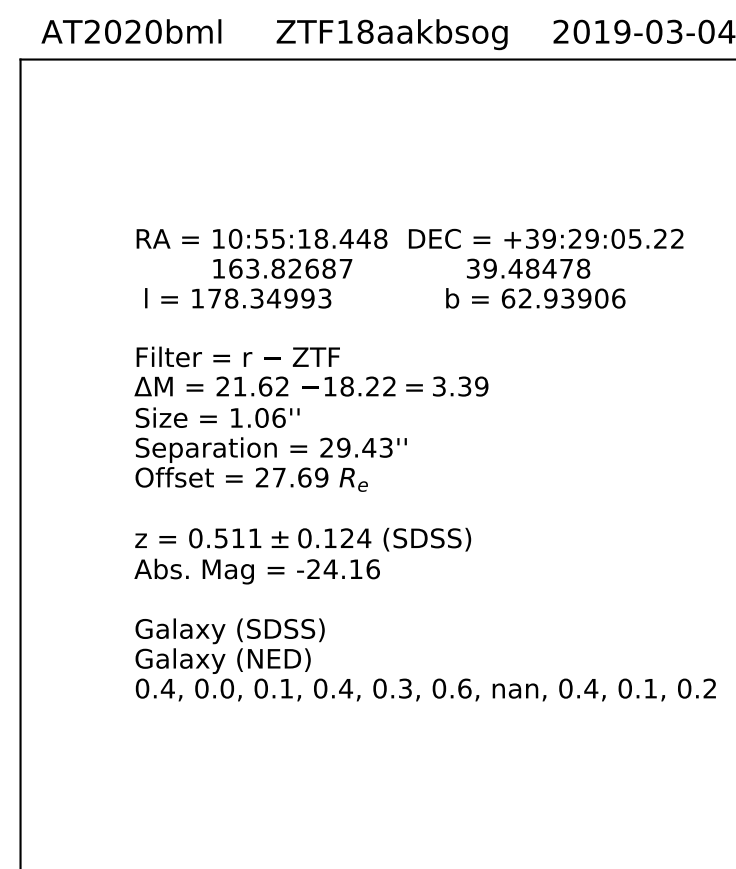 AT2020bml ZTF18aakbsog 2019-03-04
RA = 10:55:18.448 DEC = +39:29:05.22
163.82687 39.48478
l = 178.34993 b = 62.93906
Filter = r − ZTF
ΔM = 21.62 −18.22 = 3.39
Size = 1.06''
Separation = 29.43''
Offset = 27.69 Re
z = 0.511 ± 0.124 (SDSS)
Abs. Mag = -24.16
Galaxy (SDSS)
Galaxy (NED)
0.4, 0.0, 0.1, 0.4, 0.3, 0.6, nan, 0.4, 0.1, 0.2